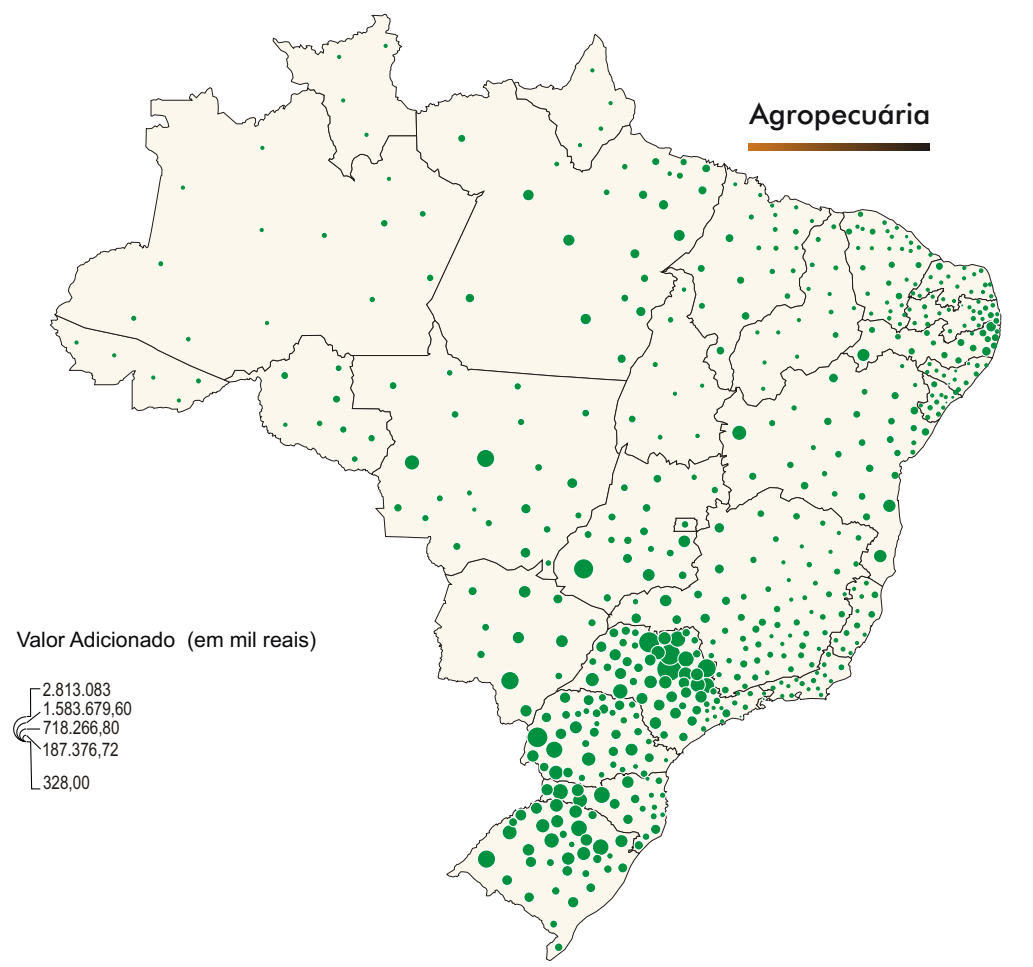 Agropecuária
Valor Adicionado (em mil reais)
2.813.083
1.583.679,60
718.266,80
187.376,72
328,00